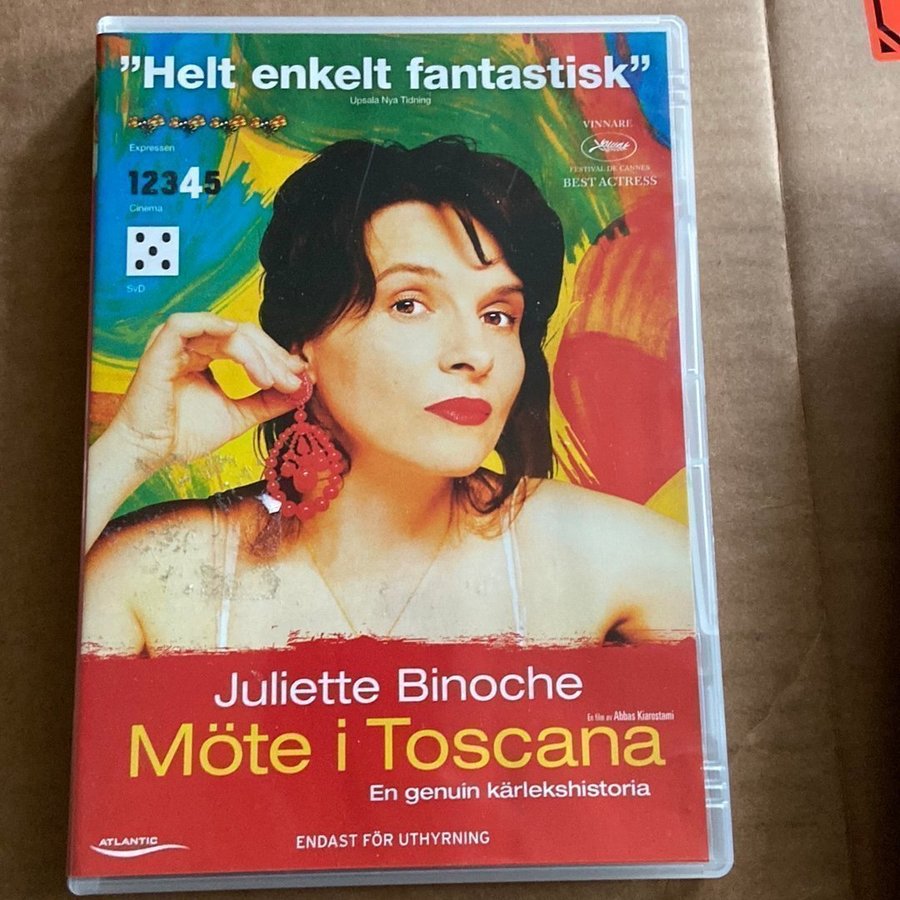 "Helt enkelt fantastisk"
Upsala Nya Tidning
Expressen
12345
Cinema
SvD
VINNARE
FESTIVAL DE CANNES
BEST ACTRESS
Juliette Binoche
En film av Abbas Kiarostami
Möte i Toscana
En genuin kärlekshistoria
ATLANTIC
ENDAST FÖR UTHYRNING